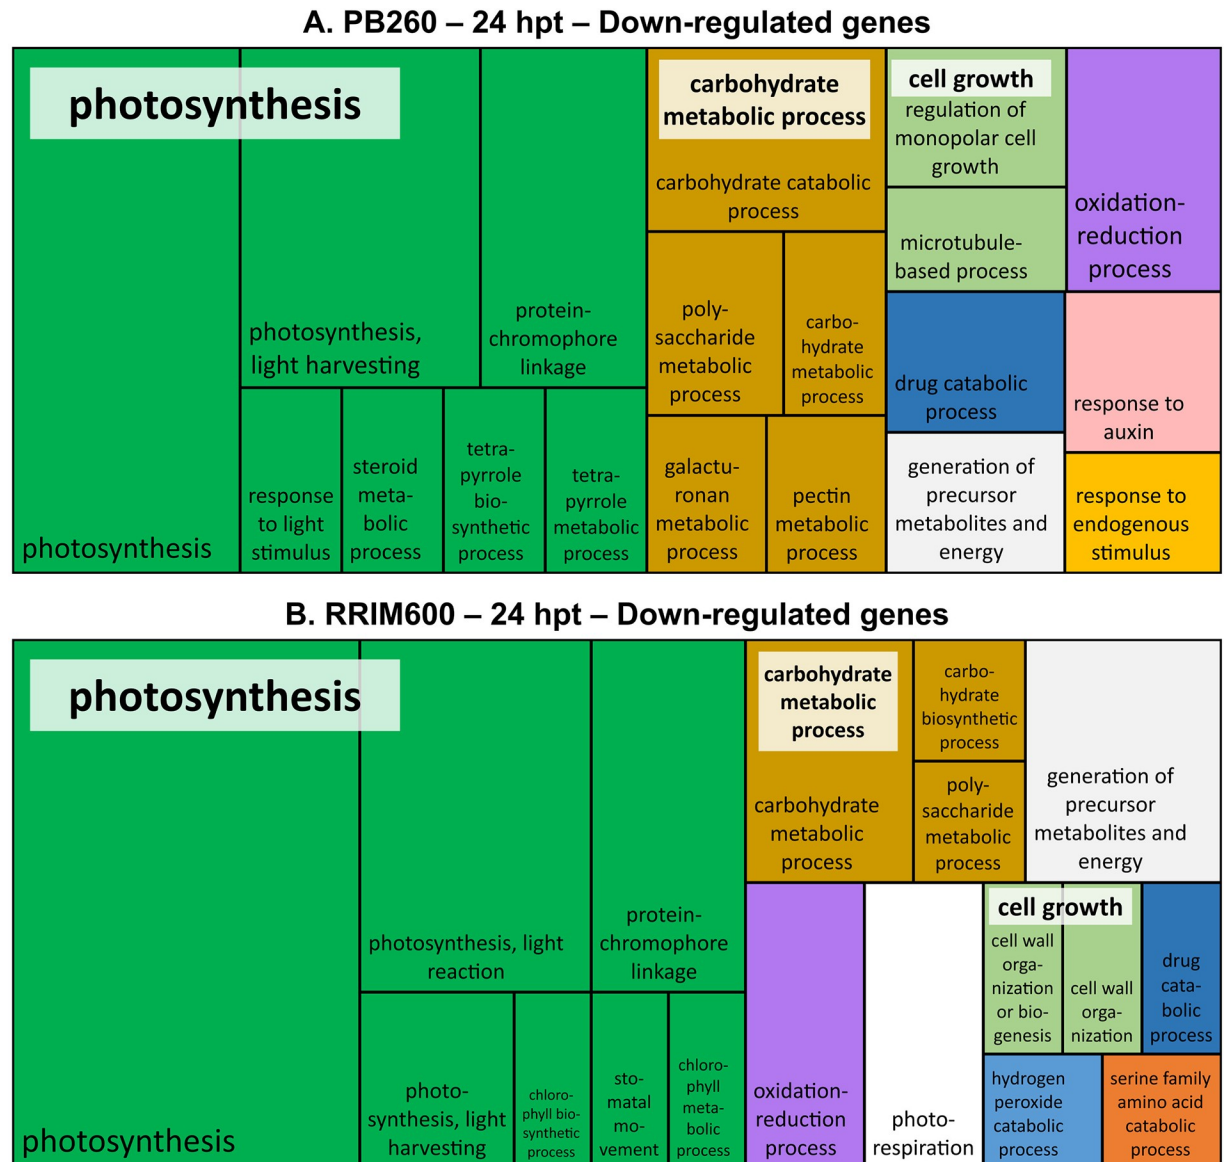 A. PB260 – 24 hpt – Down-regulated genes
photosynthesis
photosynthesis
photosynthesis,
light harvesting
protein-
chromophore
linkage
response
to light
stimulus
steroid
meta-
bolic
process
tetra-
pyrrole
bio-
synthetic
process
tetra-
pyrrole
metabolic
process
carbohydrate
metabolic process
carbohydrate catabolic
process
poly-
saccharide
metabolic
process
carbo-
hydrate
metabolic
process
galactu-
ronan
metabolic
process
pectin
metabolic
process
cell growth
regulation of
monopolar cell
growth
microtubule-
based process
drug catabolic
process
generation of
precursor
metabolites and
energy
oxidation-
reduction
process
response to
auxin
response to
endogenous
stimulus
B. RRIM600 – 24 hpt – Down-regulated genes
photosynthesis
photosynthesis
photosynthesis, light
reaction
protein-
chromophore
linkage
photo-
synthesis, light
harvesting
chloro-
phyll bio-
synthetic
process
sto-
matal
mo-
vement
chloro-
phyll
meta-
bolic
process
carbohydrate
metabolic
process
carbohydrate
metabolic
process
carbo-
hydrate
biosynthetic
process
poly-
saccharide
metabolic
process
generation of
precursor
metabolites and
energy
oxidation-
reduction
process
photo-
respiration
cell growth
cell wall
orga-
nization
or bio-
genesis
cell wall
orga-
nization
drug
cata-
bolic
process
hydrogen
peroxide
catabolic
process
serine family
amino acid
catabolic
process